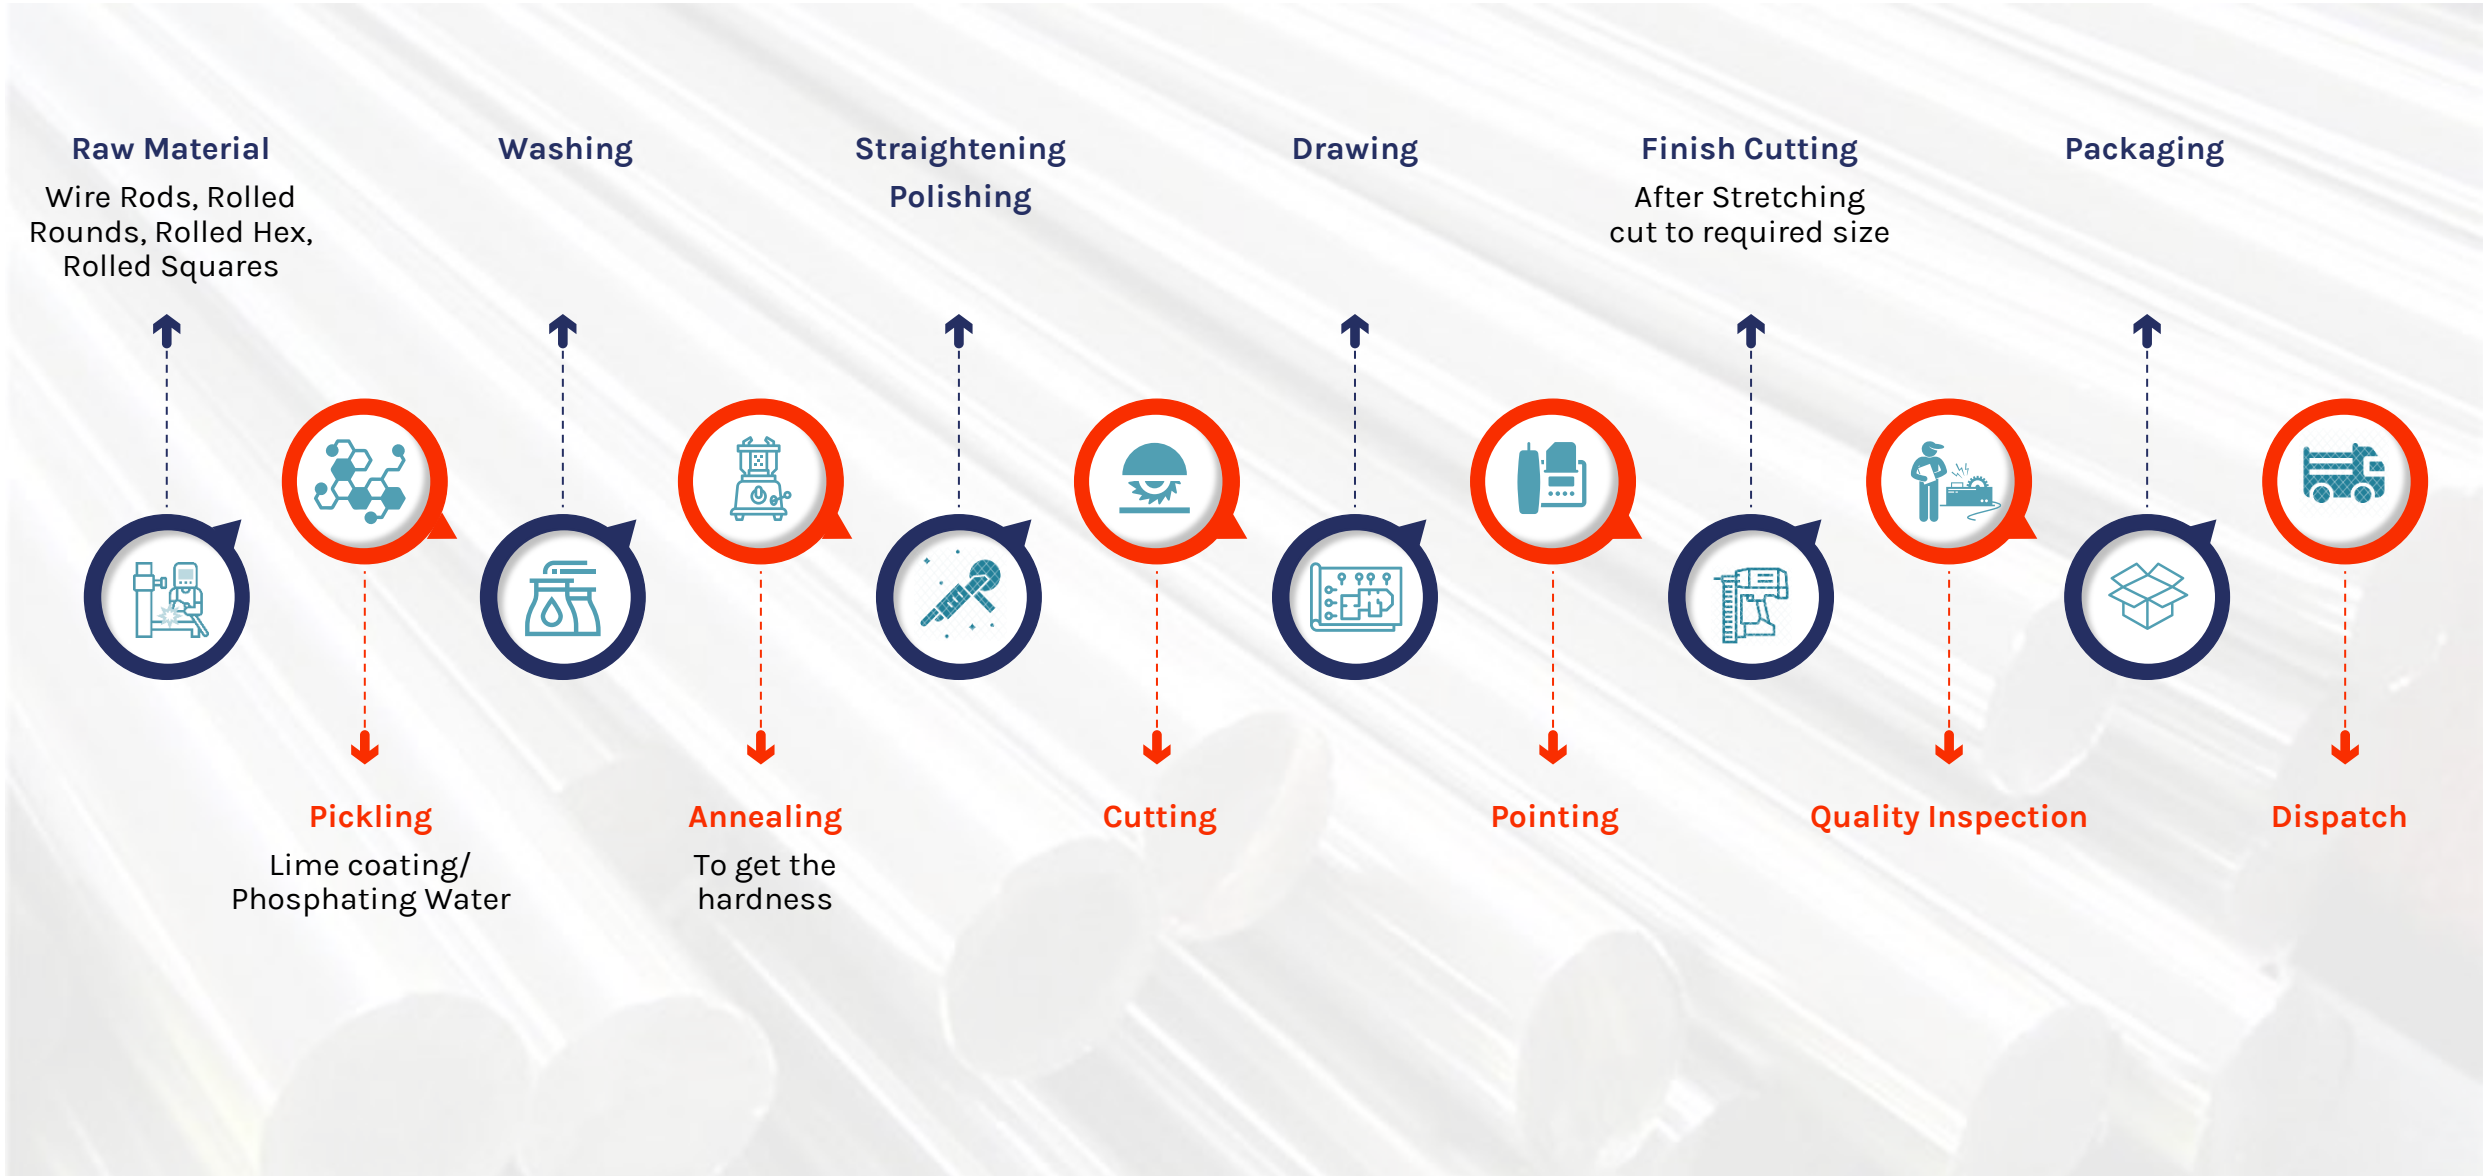 Raw Material
Wire Rods, Rolled
Rounds, Rolled Hex,
Rolled Squares
Pickling
Lime coating/
Phosphating Water
Washing
Annealing
To get the
hardness
Straightening
Polishing
Cutting
Drawing
Pointing
Finish Cutting
After Stretching
cut to required size
Quality Inspection
Packaging
Dispatch